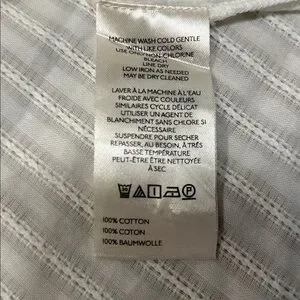 MACHINE WASH COLD GENTLE
WITH LIKE COLORS
USE ONLY NON-CHLORINE
BLEACH
LINE DRY
LOW IRON AS NEEDED
MAY BE DRY CLEANED
LAVER À LA MACHINE À L'EAU
FROIDE AVEC COULEURS
SIMILAIRES CYCLE DÉLICAT
UTILISER UN AGENT DE
BLANCHIMENT SANS CHLORE SI
NÉCESSAIRE
SUSPENDRE POUR SÉCHER
REPASSER, AU BESOIN, À TRÈS
BASSE TEMPÉRATURE
PEUT-ÊTRE ÊTRE NETTOYÉE
À SEC
100% COTTON
100% COTON
100% BAUMWOLLE